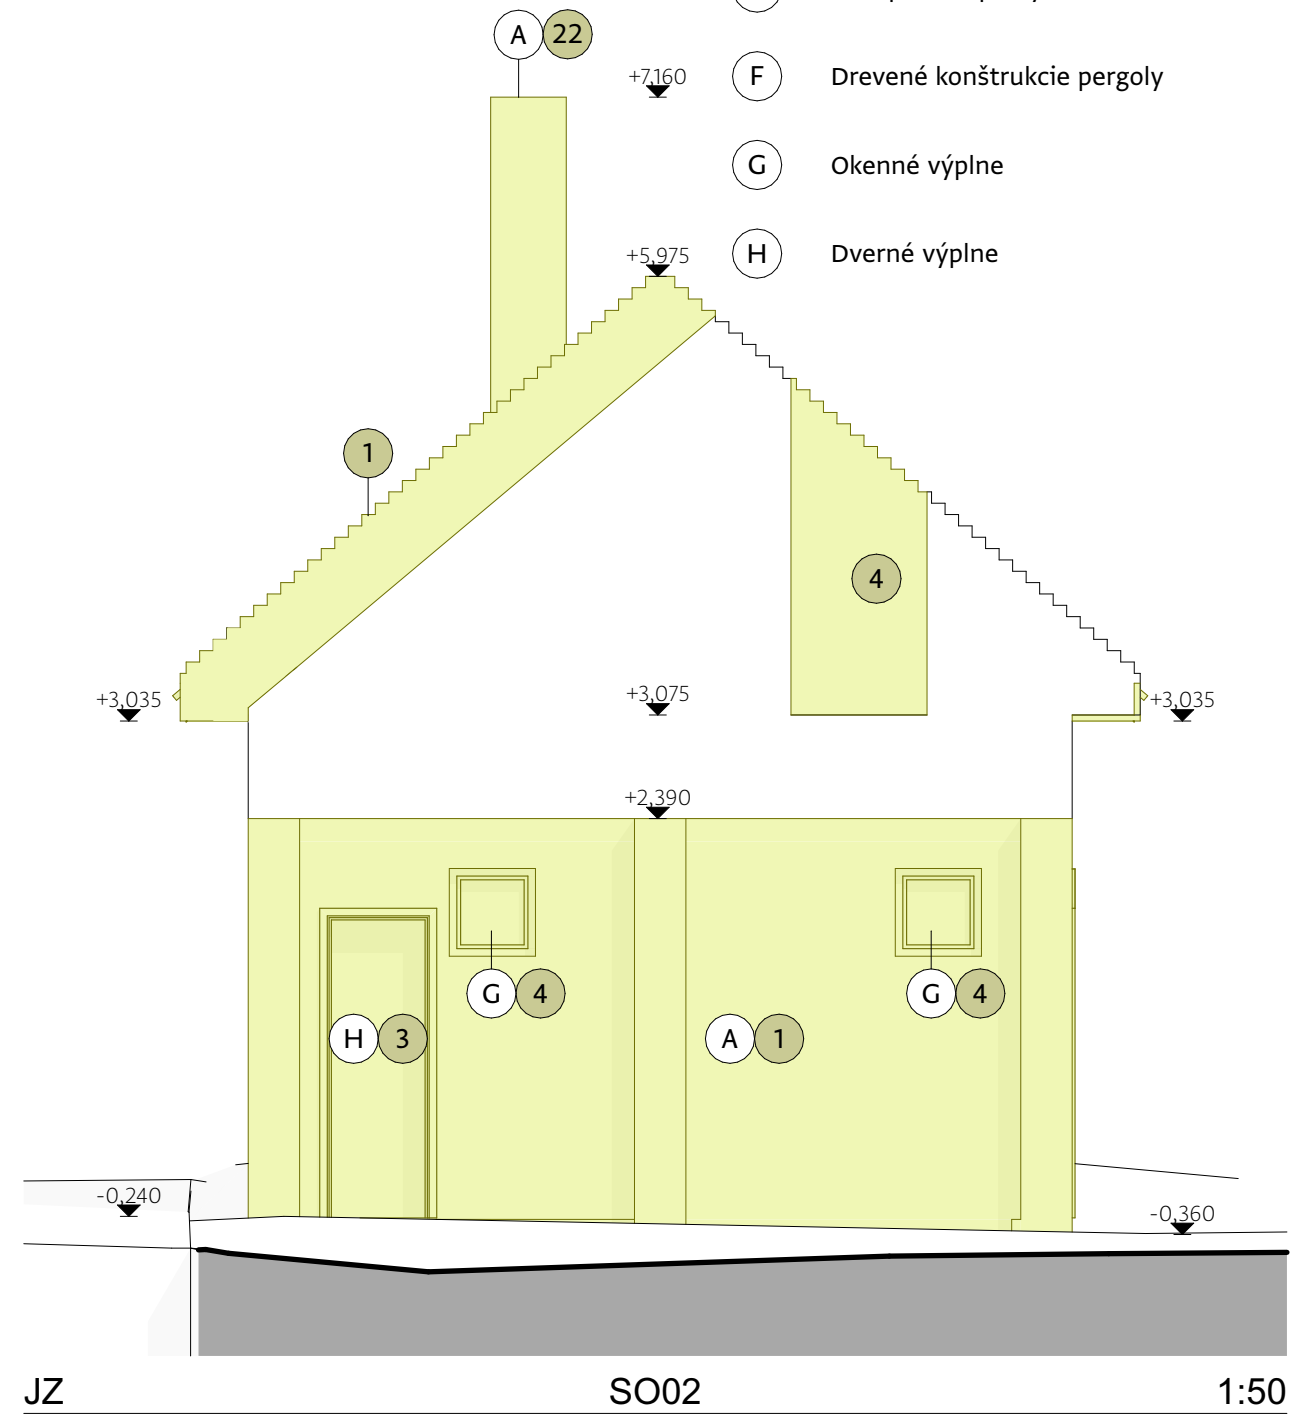 A 22
+7,160
F Drevené konštrukcie pergoly
G Okenné výplne
+5,975
H Dverné výplne
1
4
+3,035
+3,075
+3,035
+2,390
G 4
G 4
H 3
A 1
-0,240
-0,360
JZ SO02 1:50